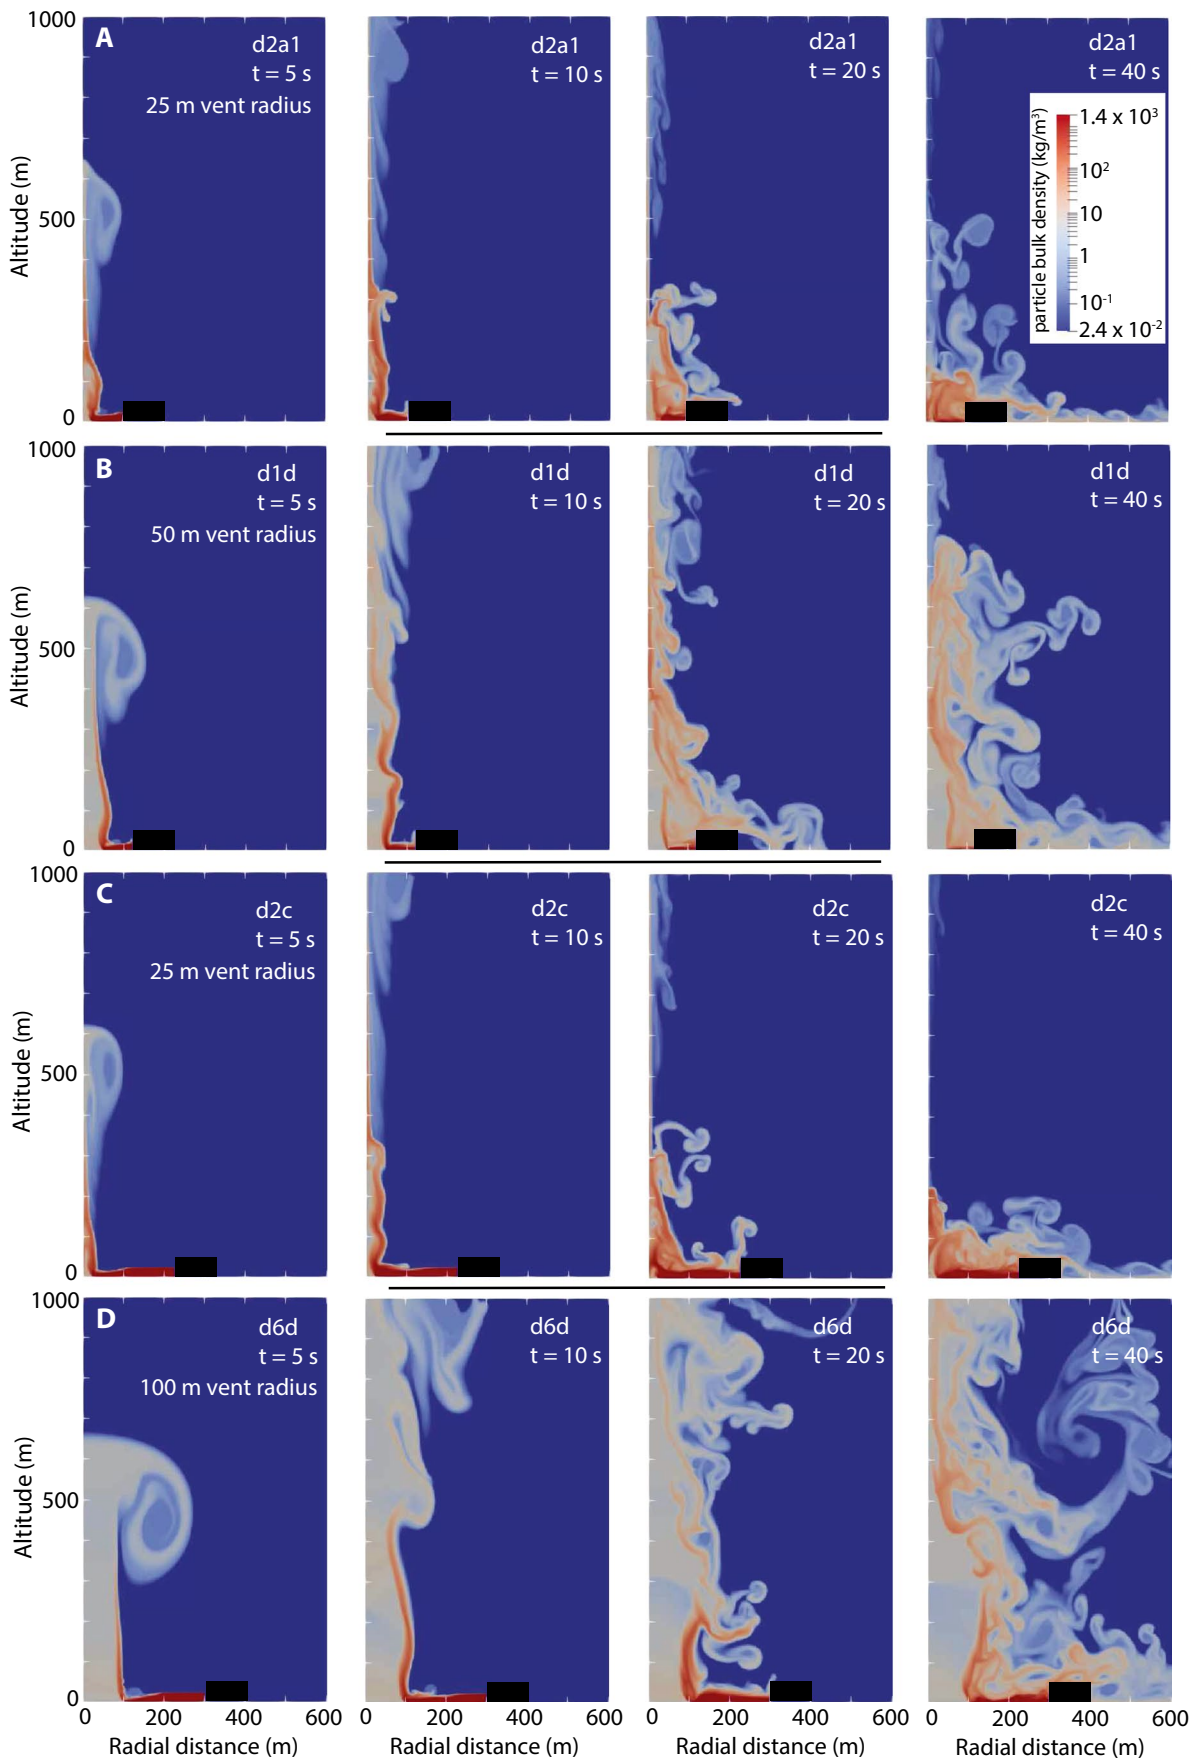 1000
A
d2a1
t = 5 s
25 m vent radius
Altitude (m)
500
0
d2a1
t = 10 s
d2a1
t = 20 s
d2a1
t = 40 s
particle bulk density (kg/m³)
1.4 x 10³
10²
10
1
10⁻¹
2.4 x 10⁻²
1000
B
d1d
t = 5 s
50 m vent radius
Altitude (m)
500
0
d1d
t = 10 s
d1d
t = 20 s
d1d
t = 40 s
1000
C
d2c
t = 5 s
25 m vent radius
Altitude (m)
500
0
d2c
t = 10 s
d2c
t = 20 s
d2c
t = 40 s
1000
D
d6d
t = 5 s
100 m vent radius
Altitude (m)
500
0
d6d
t = 10 s
d6d
t = 20 s
d6d
t = 40 s
0 200 400 600
Radial distance (m)
0 200 400 600
Radial distance (m)
0 200 400 600
Radial distance (m)
0 200 400 600
Radial distance (m)